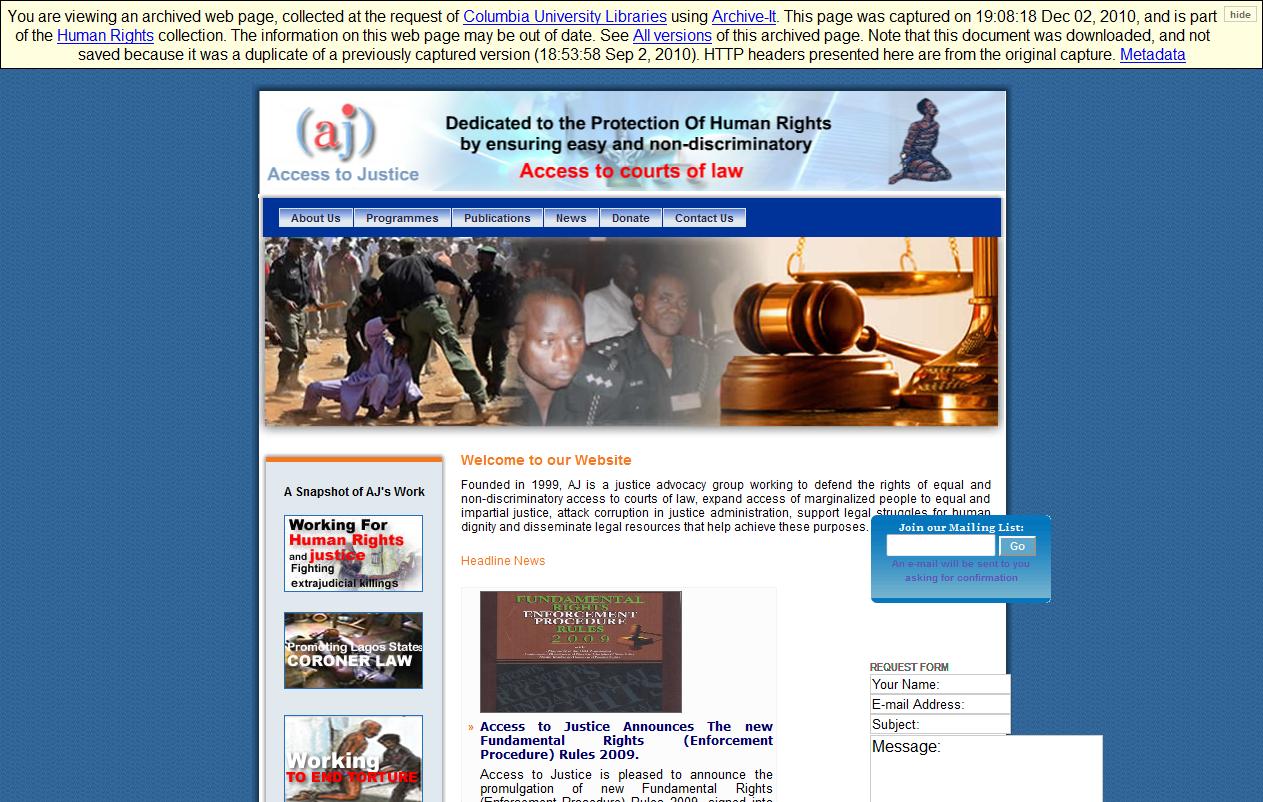 You are viewing an archived web page, collected at the request of Columbia University Libraries using Archive-It. This page was captured on 19:08:18 Dec 02, 2010, and is part
hide
of the Human Rights collection. The information on this web page may be out of date. See All versions of this archived page. Note that this document was downloaded, and not
saved because it was a duplicate of a previously captured version (18:53:58 Sep 2, 2010). HTTP headers presented here are from the original capture. Metadata
(aj)
Access to Justice
Dedicated to the Protection Of Human Rights
by ensuring easy and non-discriminatory
Access to courts of law
About Us Programmes Publications News Donate Contact Us
A Snapshot of AJ's Work
Working For
Human Rights
and justice
Fighting
extrajudicial killings
Promoting Lagos States
CORONER LAW
Working
TO END TORTURE
Welcome to our Website
Founded in 1999, AJ is a justice advocacy group working to defend the rights of equal and
non-discriminatory access to courts of law, expand access of marginalized people to equal and
impartial justice, attack corruption in justice administration, support legal struggles for human
dignity and disseminate legal resources that help achieve these purposes.
Headline News
FUNDAMENTAL
RIGHTS
ENFORCEMENT
PROCEDURE
RULES
2009
» Access to Justice Announces The new
Fundamental Rights (Enforcement
Procedure) Rules 2009.
Access to Justice is pleased to announce the
promulgation of new Fundamental Rights
(Enforcement Procedure) Rules 2009, signed into
Join our Mailing List:
Go
An e-mail will be sent to you
asking for confirmation
REQUEST FORM
Your Name:
E-mail Address:
Subject:
Message: